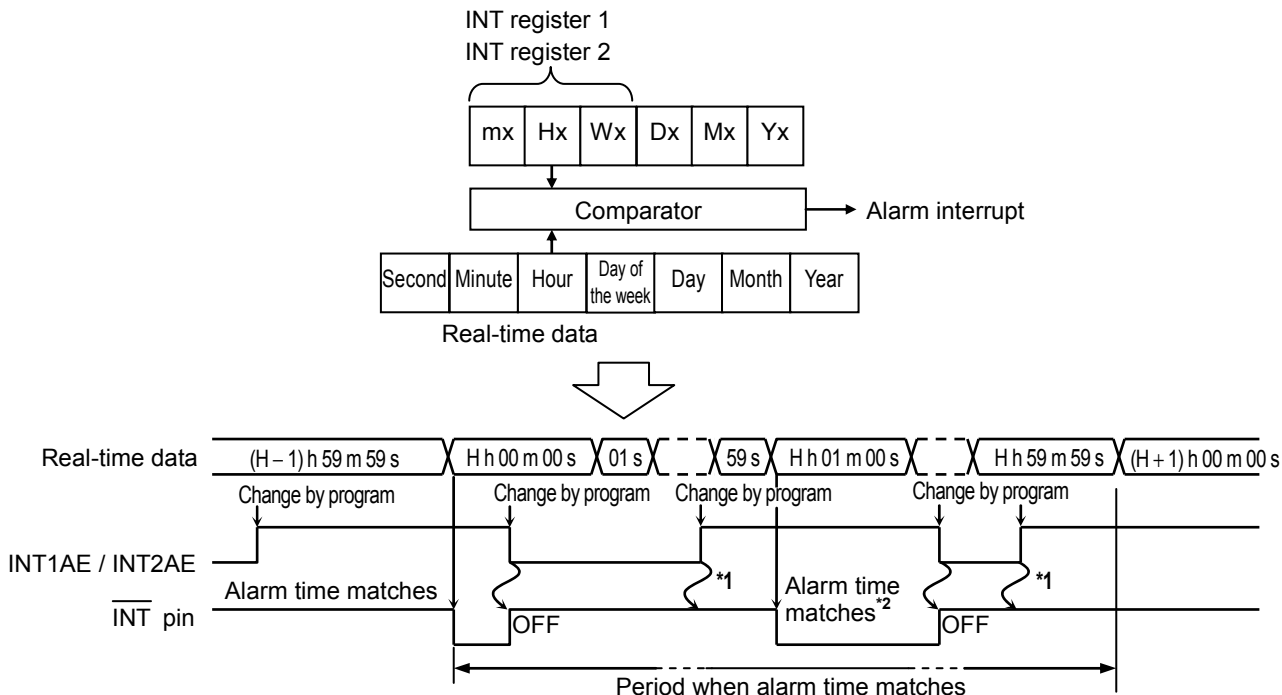 INT register 1
INT register 2
mx Hx Wx Dx Mx Yx
Comparator
Alarm interrupt
Second Minute Hour Day of the week Day Month Year
Real-time data
Real-time data (H − 1) h 59 m 59 s H h 00 m 00 s 01 s 59 s H h 01 m 00 s H h 59 m 59 s (H + 1) h 00 m 00 s
Change by program Change by program Change by program Change by program
INT1AE / INT2AE
Alarm time matches *1 Alarm time matches*2 *1
INT pin OFF OFF
Period when alarm time matches